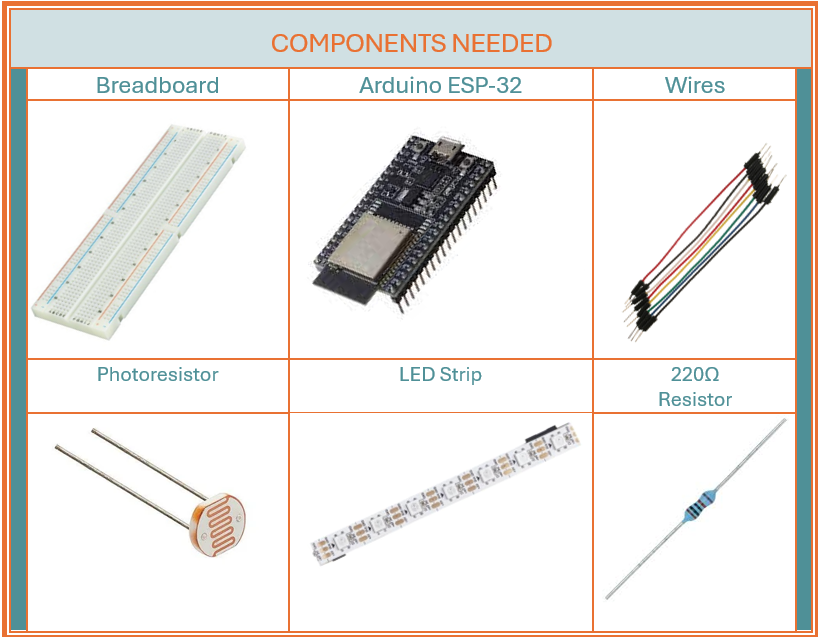 COMPONENTS NEEDED
Breadboard
Arduino ESP-32
Wires
Photoresistor
LED Strip
220Ω
Resistor